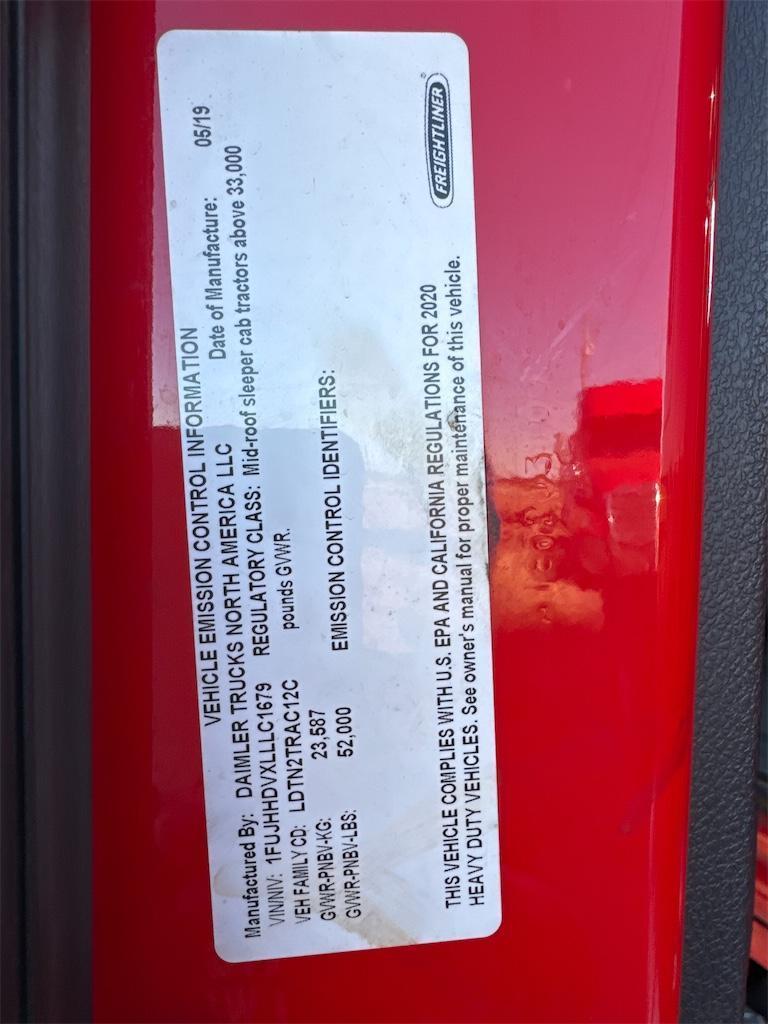 VEHICLE EMISSION CONTROL INFORMATION
Manufactured By: DAIMLER TRUCKS NORTH AMERICA LLC Date of Manufacture: 05/19
VIN/NIV: 1FUJHHDVXLLLC1679 REGULATORY CLASS: Mid-roof sleeper cab tractors above 33,000
VEH FAMILY CD: LDTN2TRAC12C pounds GVWR.
GVWR-PNBV-KG: 23,587
GVWR-PNBV-LBS: 52,000 EMISSION CONTROL IDENTIFIERS:
THIS VEHICLE COMPLIES WITH U.S. EPA AND CALIFORNIA REGULATIONS FOR 2020
HEAVY DUTY VEHICLES. See owner's manual for proper maintenance of this vehicle.
FREIGHTLINER®